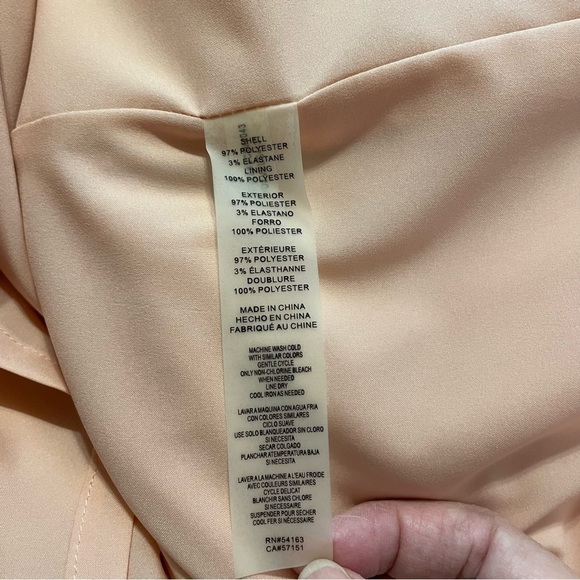 SHELL
97% POLYESTER
3% ELASTANE
LINING
100% POLYESTER
EXTERIOR
97% POLIESTER
3% ELASTANO
FORRO
100% POLIESTER
EXTÉRIEURE
97% POLYESTER
3% ÉLASTHANNE
DOUBLURE
100% POLYESTER
MADE IN CHINA
HECHO EN CHINA
FABRIQUÉ AU CHINE
MACHINE WASH COLD
WITH SIMILAR COLORS
GENTLE CYCLE
ONLY NON-CHLORINE BLEACH
WHEN NEEDED
LINE DRY
COOL IRON AS NEEDED
LAVAR A MAQUINA CON AGUA FRIA
CON COLORES SIMILARES
CICLO SUAVE
USE SOLO BLANQUEADOR SIN CLORO
SI NECESITA
SECAR COLGADO
PLANCHAR A TEMPERATURA BAJA
SI NECESITA
LAVER A LA MACHINE A L'EAU FROIDE
AVEC COULEURS SIMILAIRES
CYCLE DELICAT
BLANCHIR SANS CHLORE
SI NECESSAIRE
SUSPENDER POUR SECHER
COOL FER SI NÉCESSAIRE
RN#54163
CA#57151